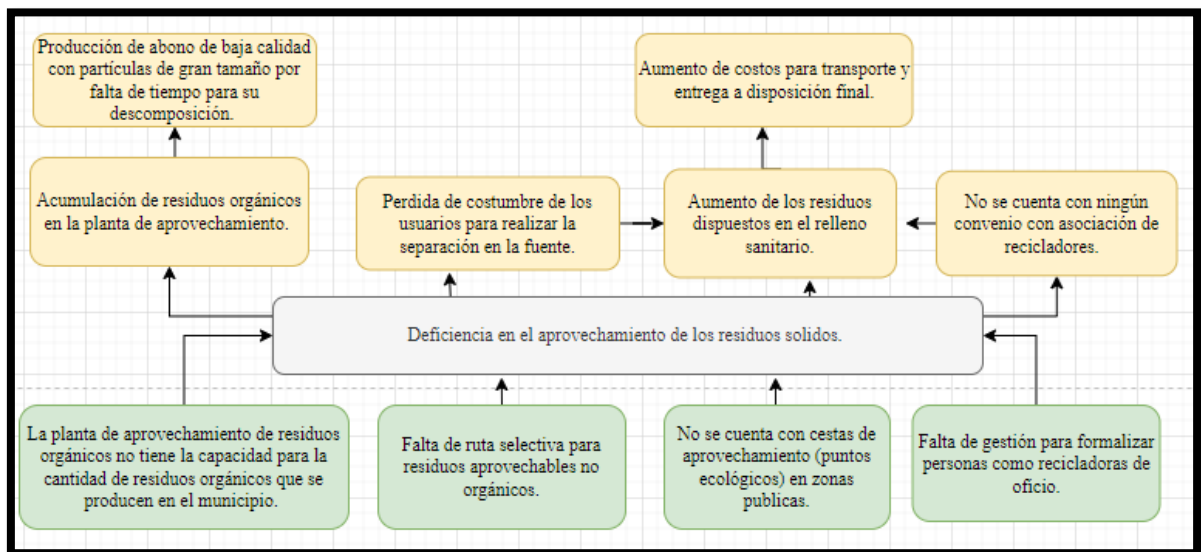 Producción de abono de baja calidad
con partículas de gran tamaño por
falta de tiempo para su
descomposición.
Aumento de costos para transporte y
entrega a disposición final.
Acumulación de residuos orgánicos
en la planta de aprovechamiento.
Perdida de costumbre de los
usuarios para realizar la
separación en la fuente.
Aumento de los residuos
dispuestos en el relleno
sanitario.
No se cuenta con ningún
convenio con asociación de
recicladores.
Deficiencia en el aprovechamiento de los residuos solidos.
La planta de aprovechamiento de residuos
orgánicos no tiene la capacidad para la
cantidad de residuos orgánicos que se
producen en el municipio.
Falta de ruta selectiva para
residuos aprovechables no
orgánicos.
No se cuenta con cestas de
aprovechamiento (puntos
ecológicos) en zonas
publicas.
Falta de gestión para formalizar
personas como recicladoras de
oficio.